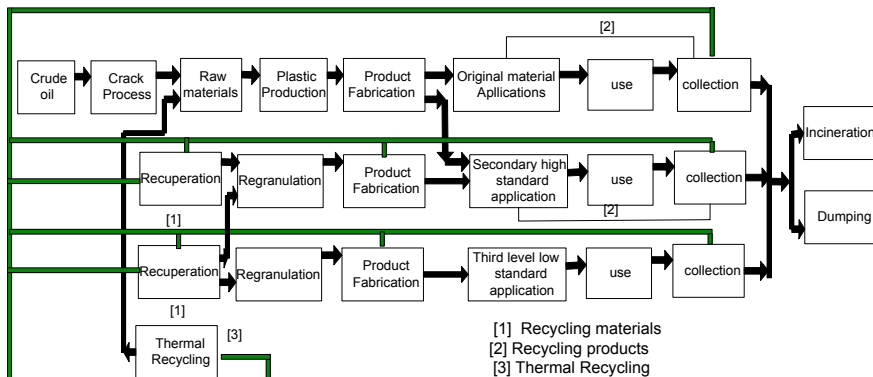 [2]
Crude
oil
Crack
Process
Raw
materials
Plastic
Production
Product
Fabrication
Original material
Apllications
use
collection
Incineration
Recuperation
Regranulation
Product
Fabrication
Secondary high
standard
application
use
collection
[2]
Dumping
[1]
Recuperation
Regranulation
Product
Fabrication
Third level low
standard
application
use
collection
[1]
Thermal
Recycling
[3]
[1] Recycling materials
[2] Recycling products
[3] Thermal Recycling